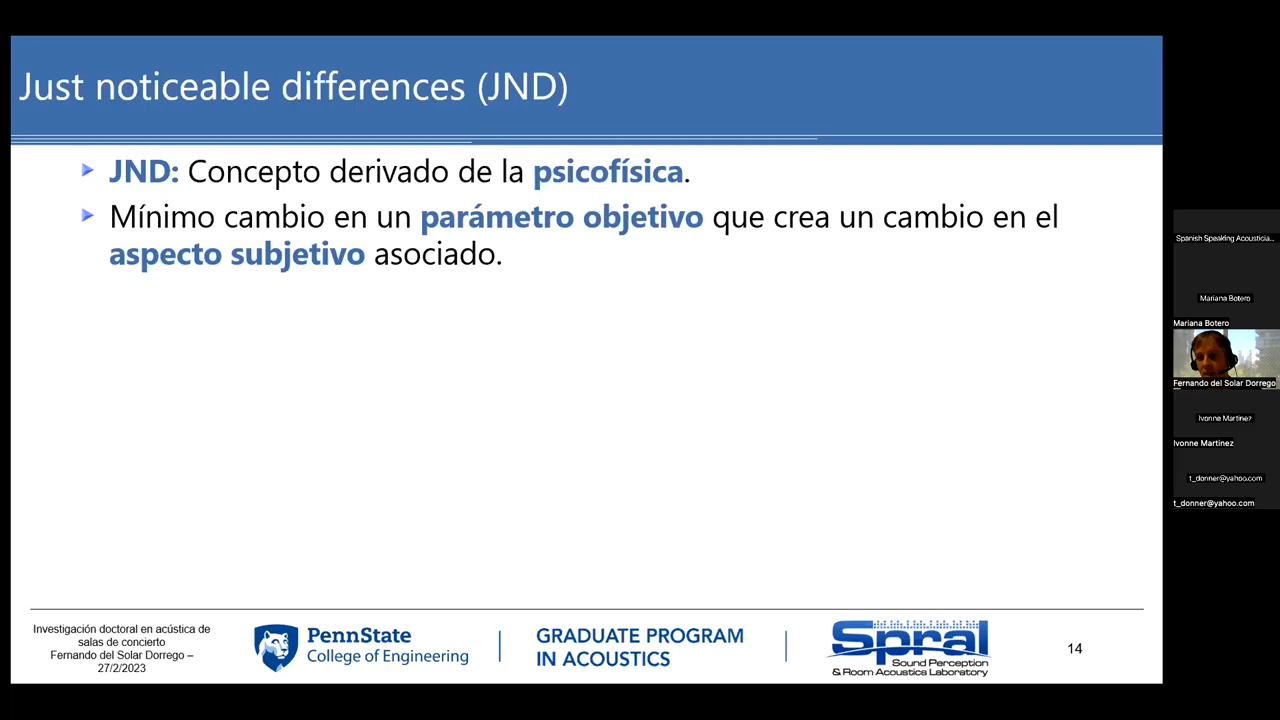 Just noticeable differences (JND)
JND: Concepto derivado de la psicofísica.
Mínimo cambio en un parámetro objetivo que crea un cambio en el
aspecto subjetivo asociado.
Spanish Speaking Acousticia...
Mariana Botero
Mariana Botero
Fernando del Solar Dorrego
Ivonne Martinez
Ivonne Martinez
t_donner@yahoo.com
t_donner@yahoo.com
Investigación doctoral en acústica de
salas de concierto
Fernando del Solar Dorrego –
27/2/2023
PennState
College of Engineering
GRADUATE PROGRAM
IN ACOUSTICS
Spral
Sound Perception
& Room Acoustics Laboratory
14